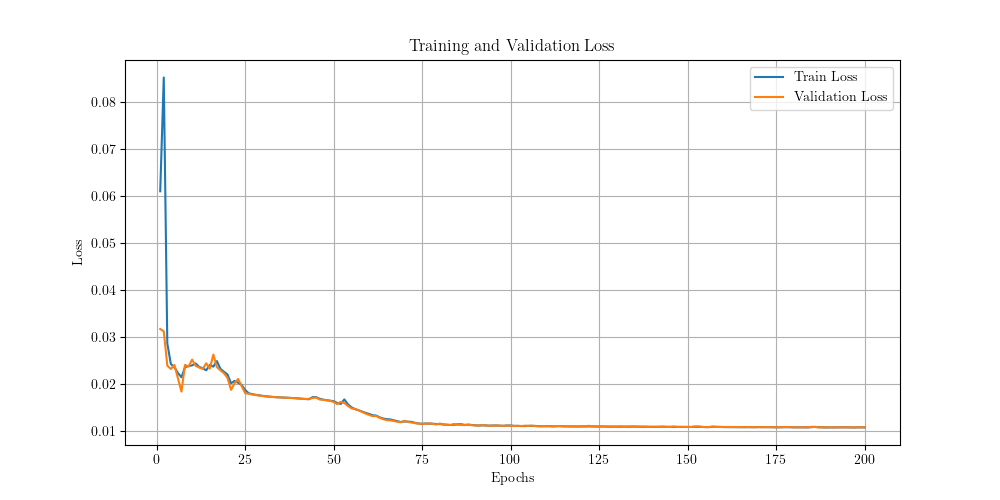 Training and Validation Loss
Train Loss
Validation Loss
0.08
0.07
0.06
0.05
0.04
0.03
0.02
0.01
Loss
0 25 50 75 100 125 150 175 200
Epochs